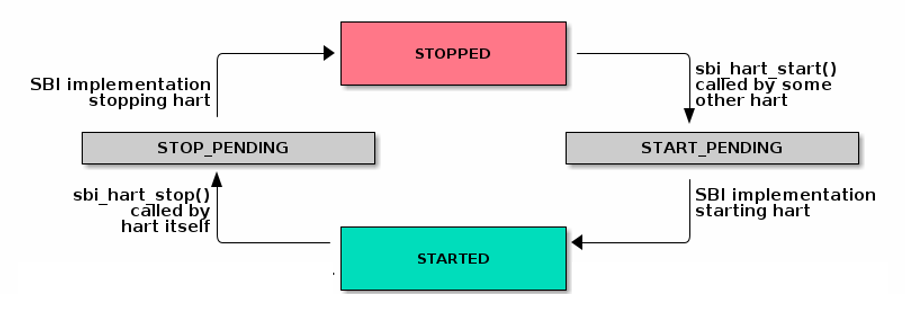 STOPPED
SBI implementation
stopping hart
sbi_hart_start()
called by some
other hart
STOP_PENDING
START_PENDING
sbi_hart_stop()
called by
hart itself
SBI implementation
starting hart
STARTED